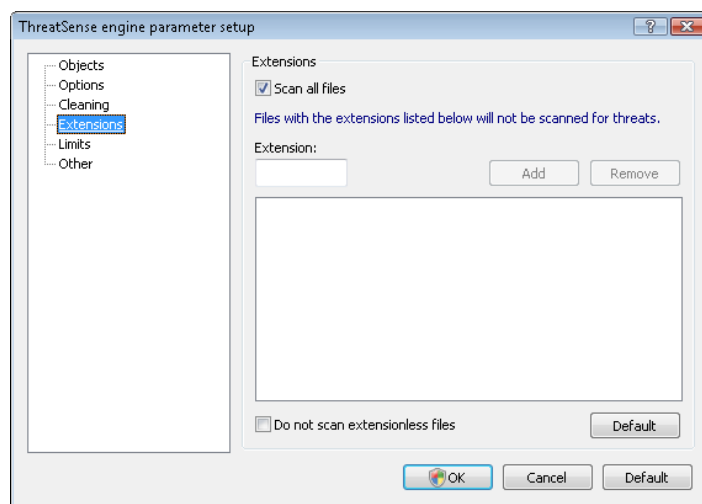 ThreatSense engine parameter setup
?
Objects
Options
Cleaning
Extensions
Limits
Other
Extensions
Scan all files
Files with the extensions listed below will not be scanned for threats.
Extension:
Add
Remove
Do not scan extensionless files
Default
OK
Cancel
Default